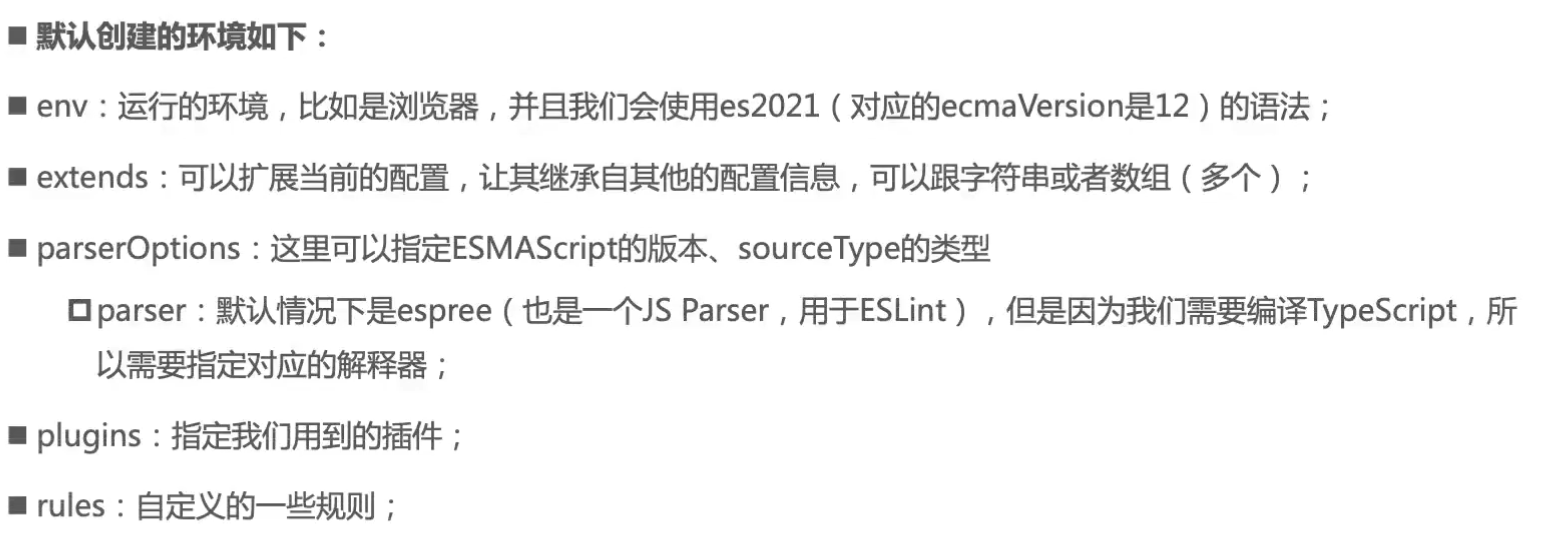 ■ 默认创建的环境如下：
■ env：运行的环境，比如是浏览器，并且我们会使用es2021（对应的ecmaVersion是12）的语法；
■ extends：可以扩展当前的配置，让其继承自其他的配置信息，可以跟字符串或者数组（多个）；
■ parserOptions：这里可以指定ESMAScript的版本、sourceType的类型
❑ parser：默认情况下是espree（也是一个JS Parser，用于ESLint），但是因为我们需要编译TypeScript，所
以需要指定对应的解释器；
■ plugins：指定我们用到的插件；
■ rules：自定义的一些规则；